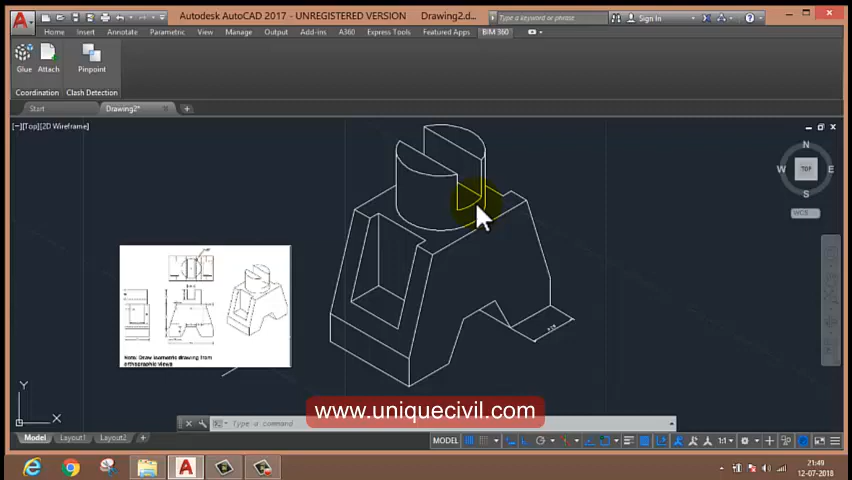 Autodesk AutoCAD 2017 - UNREGISTERED VERSION Drawing2.d...
Type a keyword or phrase
Sign In
Home Insert Annotate Parametric View Manage Output Add-ins A360 Express Tools Featured Apps BIM 360
Glue Attach Pinpoint
Coordination Clash Detection
Start Drawing2*
[-][Top][2D Wireframe]
N
W TOP E
S
WCS
Note: Draw isometric drawing from
orthographic views
Y
X
www.uniquecivil.com
Type a command
Model Layout1 Layout2
MODEL 1:1
21:49
12-07-2018